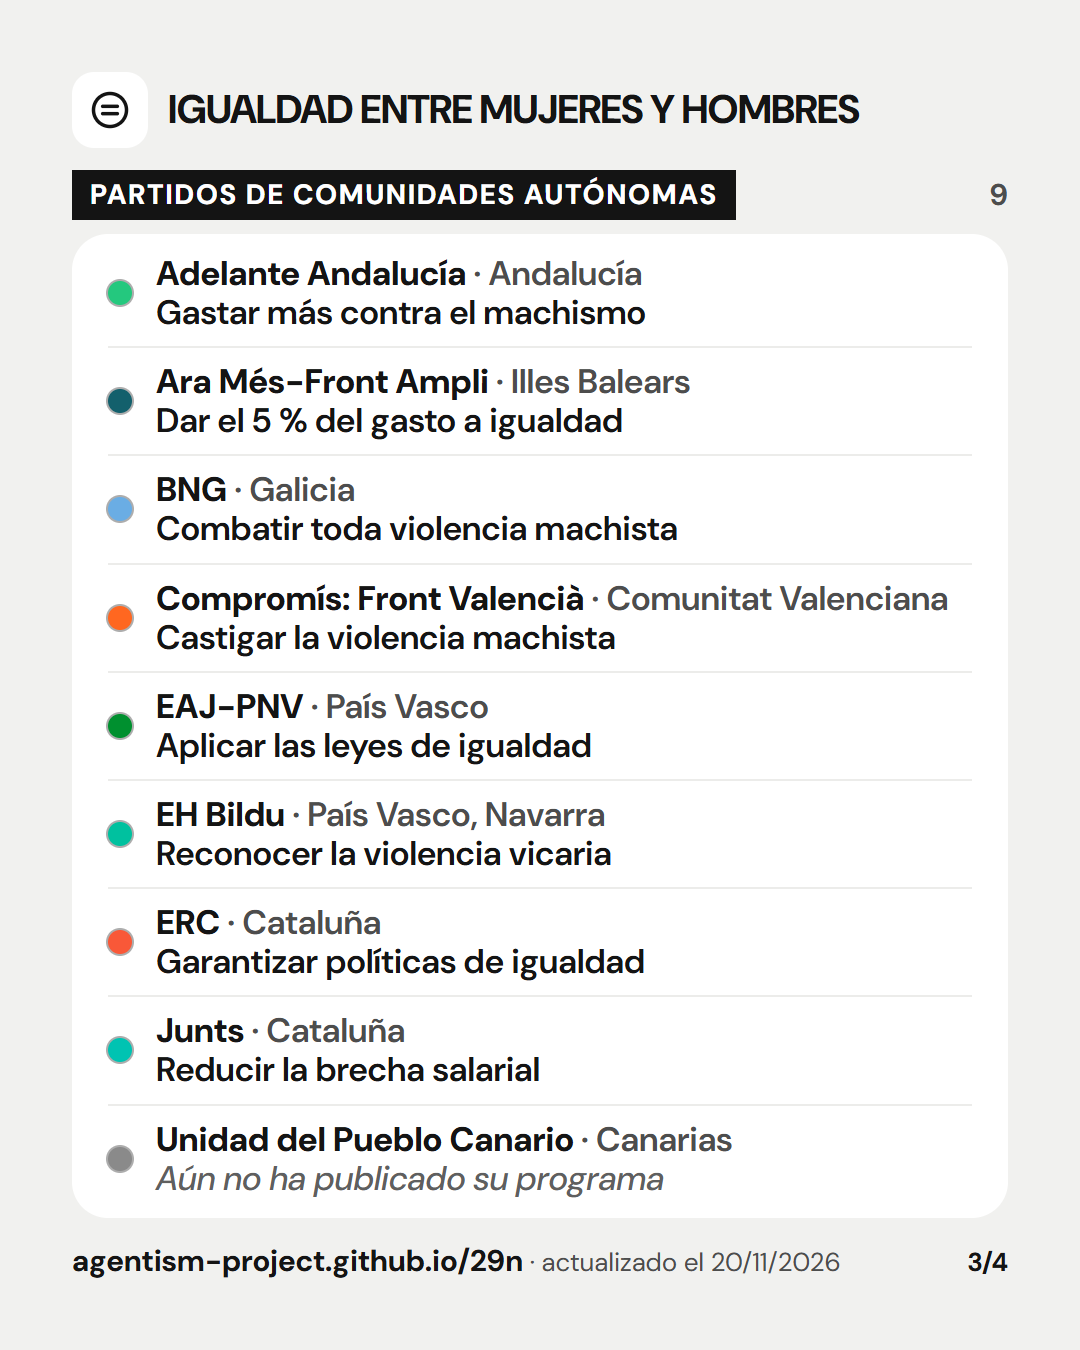 IGUALDAD ENTRE MUJERES Y HOMBRES
PARTIDOS DE COMUNIDADES AUTÓNOMAS 9
Adelante Andalucía · Andalucía
Gastar más contra el machismo
Ara Més-Front Ampli · Illes Balears
Dar el 5 % del gasto a igualdad
BNG · Galicia
Combatir toda violencia machista
Compromís: Front Valencià · Comunitat Valenciana
Castigar la violencia machista
EAJ-PNV · País Vasco
Aplicar las leyes de igualdad
EH Bildu · País Vasco, Navarra
Reconocer la violencia vicaria
ERC · Cataluña
Garantizar políticas de igualdad
Junts · Cataluña
Reducir la brecha salarial
Unidad del Pueblo Canario · Canarias
Aún no ha publicado su programa
agentism-project.github.io/29n · actualizado el 20/11/2026 3/4